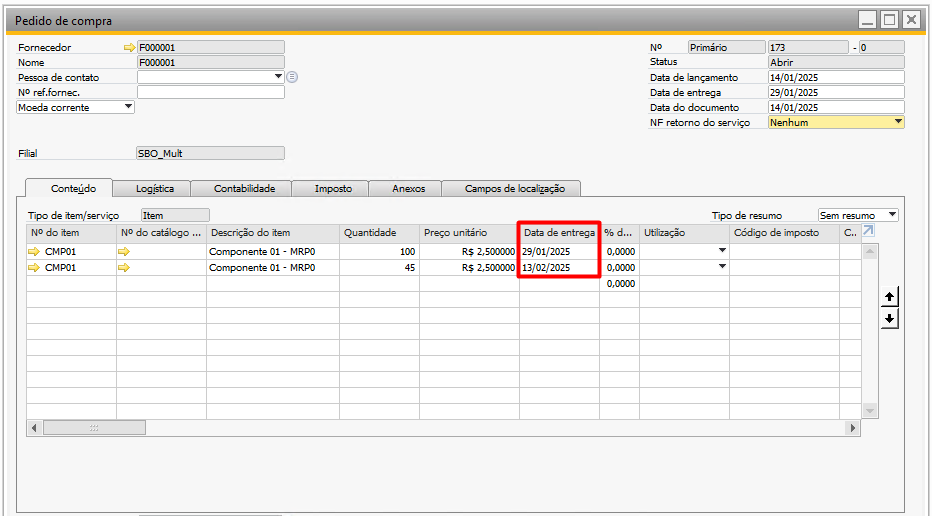 Pedido de compra
Fornecedor F000001 Nº Primário 173 - 0
Nome F000001 Status Abrir
Pessoa de contato Data de lançamento 14/01/2025
Nº ref.fornec. Data de entrega 29/01/2025
Moeda corrente Data do documento 14/01/2025
NF retorno do serviço Nenhum
Filial SBO_Mult
Conteúdo Logística Contabilidade Imposto Anexos Campos de localização
Tipo de item/serviço Item Tipo de resumo Sem resumo
Nº do item Nº do catálogo ... Descrição do item Quantidade Preço unitário Data de entrega % d... Utilização Código de imposto C...
CMP01 Componente 01 - MRP0 100 R$ 2,500000 29/01/2025 0,0000
CMP01 Componente 01 - MRP0 45 R$ 2,500000 13/02/2025 0,0000
0,0000